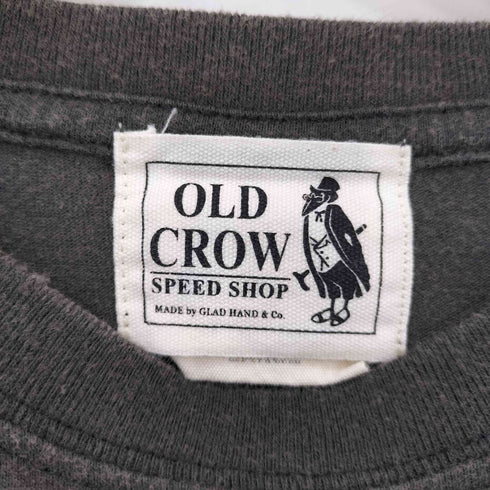 OLD
CROW
SPEED SHOP
MADE by GLAD HAND & Co.